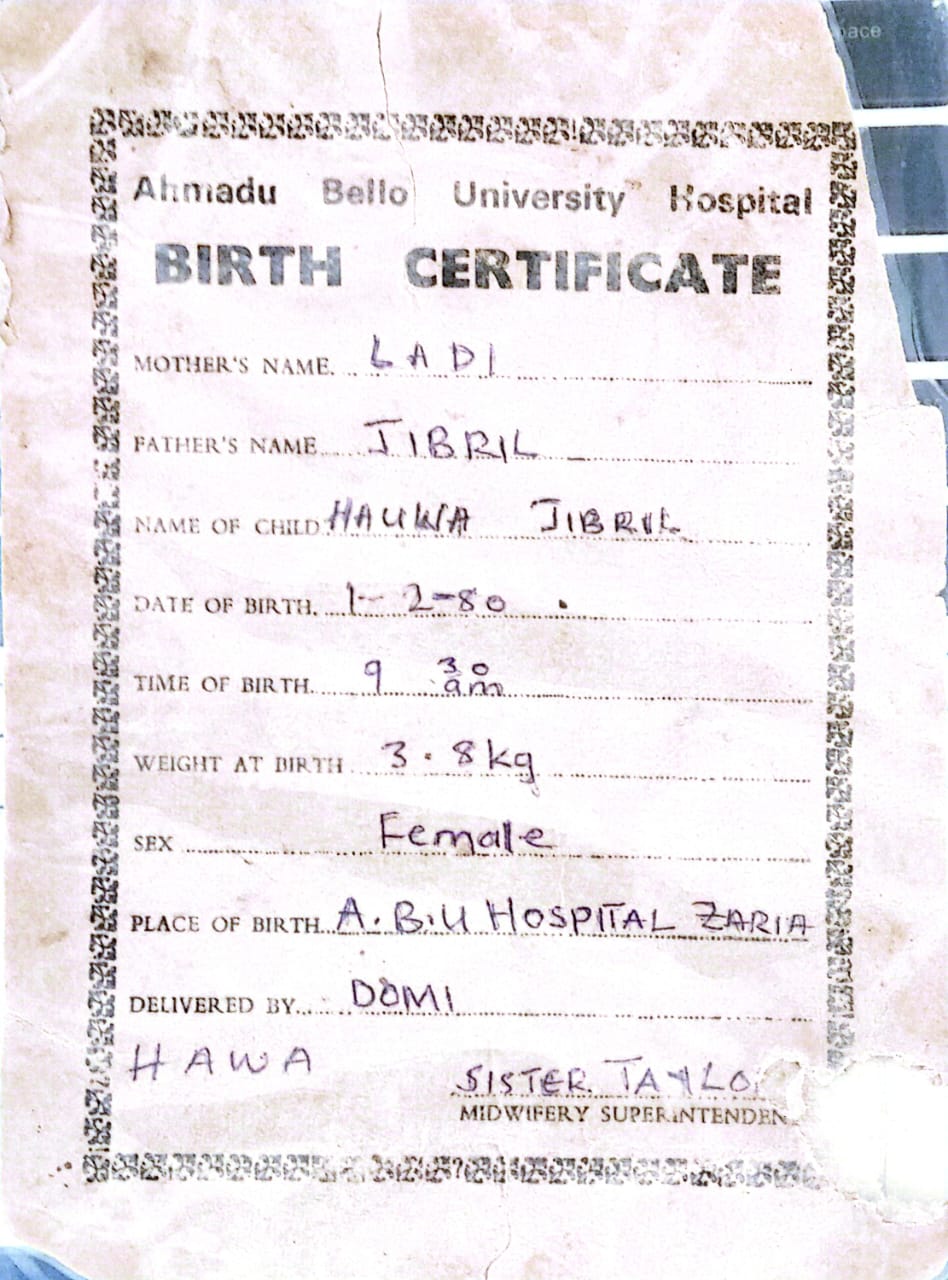 pace
Ahmadu Bello University Hospital
BIRTH CERTIFICATE
MOTHER'S NAME. LADI
FATHER'S NAME JIBRIL
NAME OF CHILD HAUWA JIBRIL
DATE OF BIRTH. 1-2-80
TIME OF BIRTH. 9 30 am
WEIGHT AT BIRTH 3.8kg
SEX Female
PLACE OF BIRTH A.B.U HOSPITAL ZARIA
DELIVERED BY DOMI
HAWA
SISTER TAYLO
MIDWIFERY SUPERINTENDEN